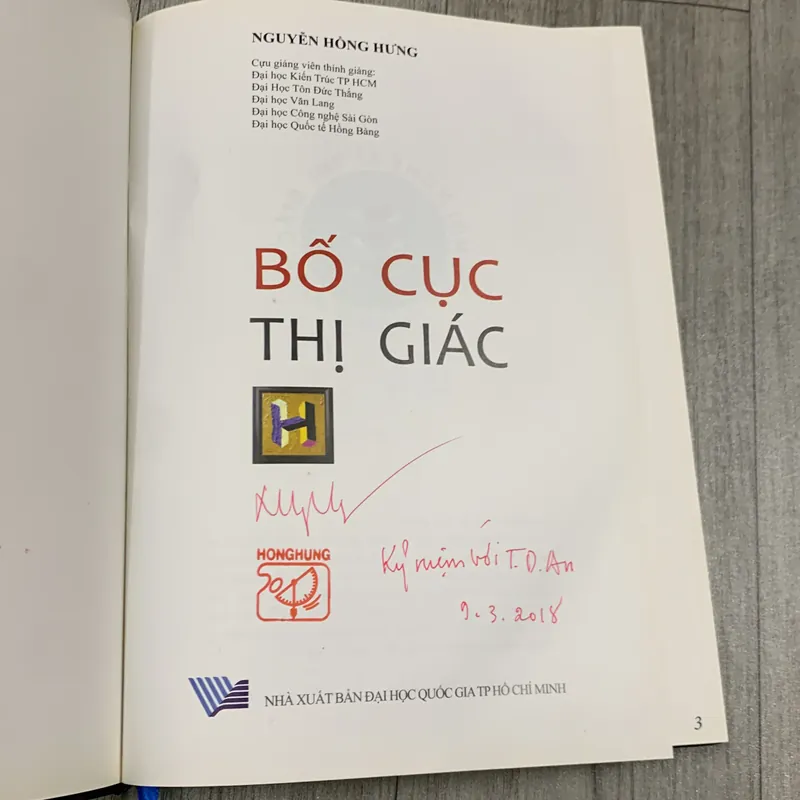 NGUYỄN HỒNG HƯNG
Cựu giảng viên thỉnh giảng:
Đại học Kiến Trúc TP HCM
Đại Học Tôn Đức Thắng
Đại học Văn Lang
Đại học Công nghệ Sài Gòn
Đại học Quốc tế Hồng Bàng
BỐ CỤC
THỊ GIÁC
H
HONGHUNG
50
Kỷ niệm với T.D.An
9.3.2018
NHÀ XUẤT BẢN ĐẠI HỌC QUỐC GIA TP HỒ CHÍ MINH
3